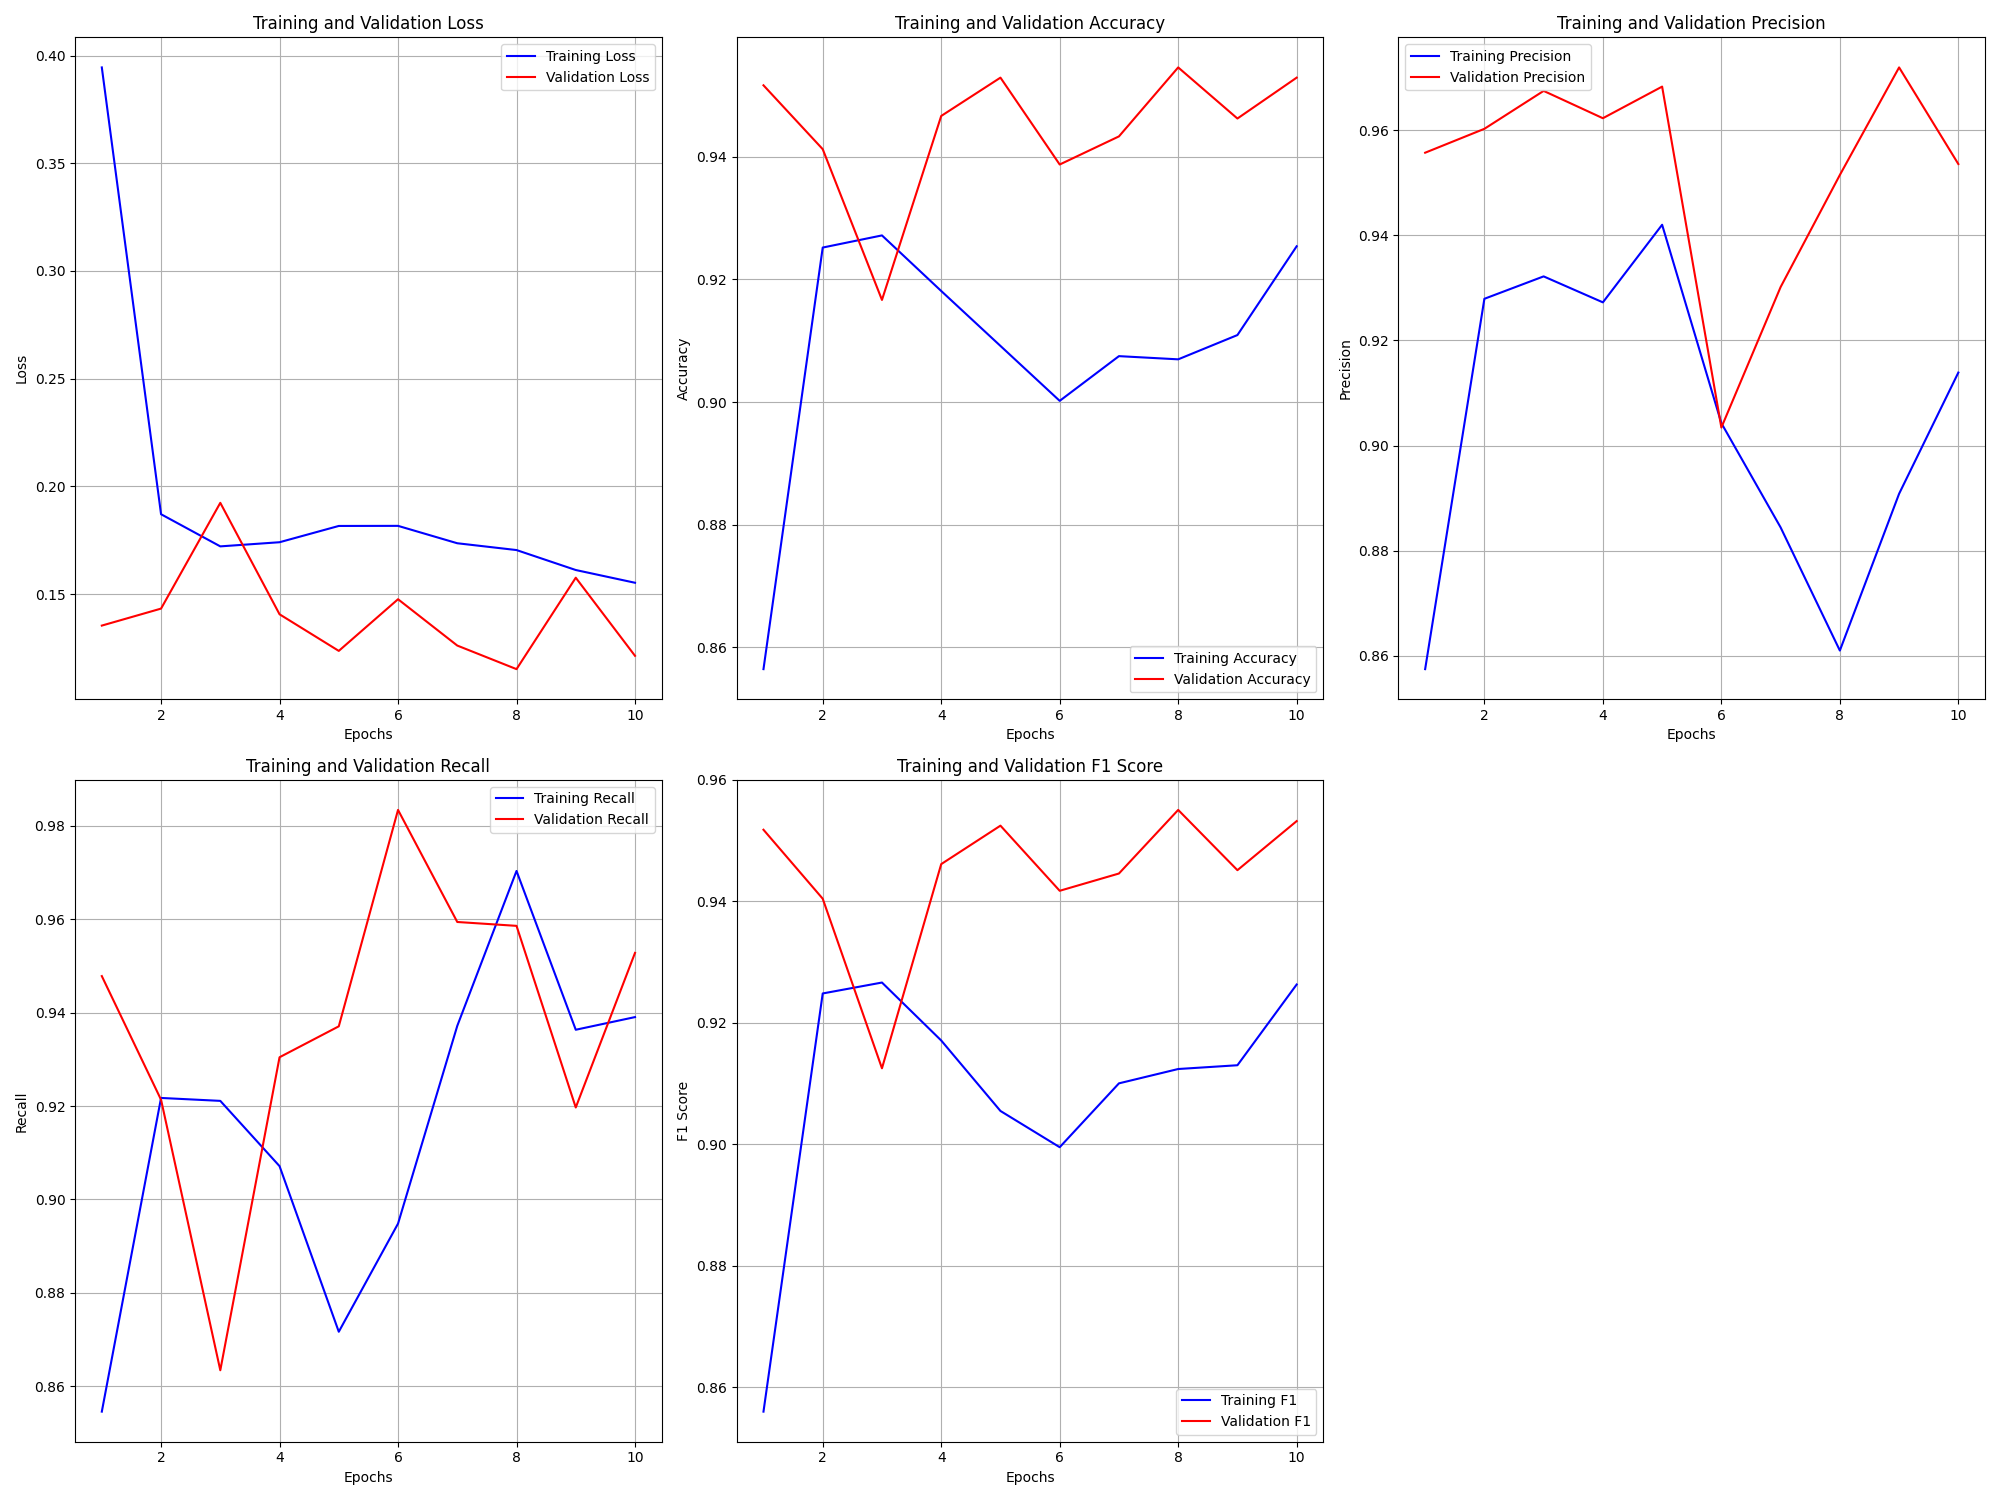 Training and Validation Loss
0.40
0.35
0.30
0.25
0.20
0.15
Loss
2 4 6 8 10
Epochs
Training Loss
Validation Loss
Training and Validation Accuracy
0.94
0.92
0.90
0.88
0.86
Accuracy
2 4 6 8 10
Epochs
Training Accuracy
Validation Accuracy
Training and Validation Precision
0.96
0.94
0.92
0.90
0.88
0.86
Precision
2 4 6 8 10
Epochs
Training Precision
Validation Precision
Training and Validation Recall
0.98
0.96
0.94
0.92
0.90
0.88
0.86
Recall
2 4 6 8 10
Epochs
Training Recall
Validation Recall
Training and Validation F1 Score
0.96
0.94
0.92
0.90
0.88
0.86
F1 Score
2 4 6 8 10
Epochs
Training F1
Validation F1